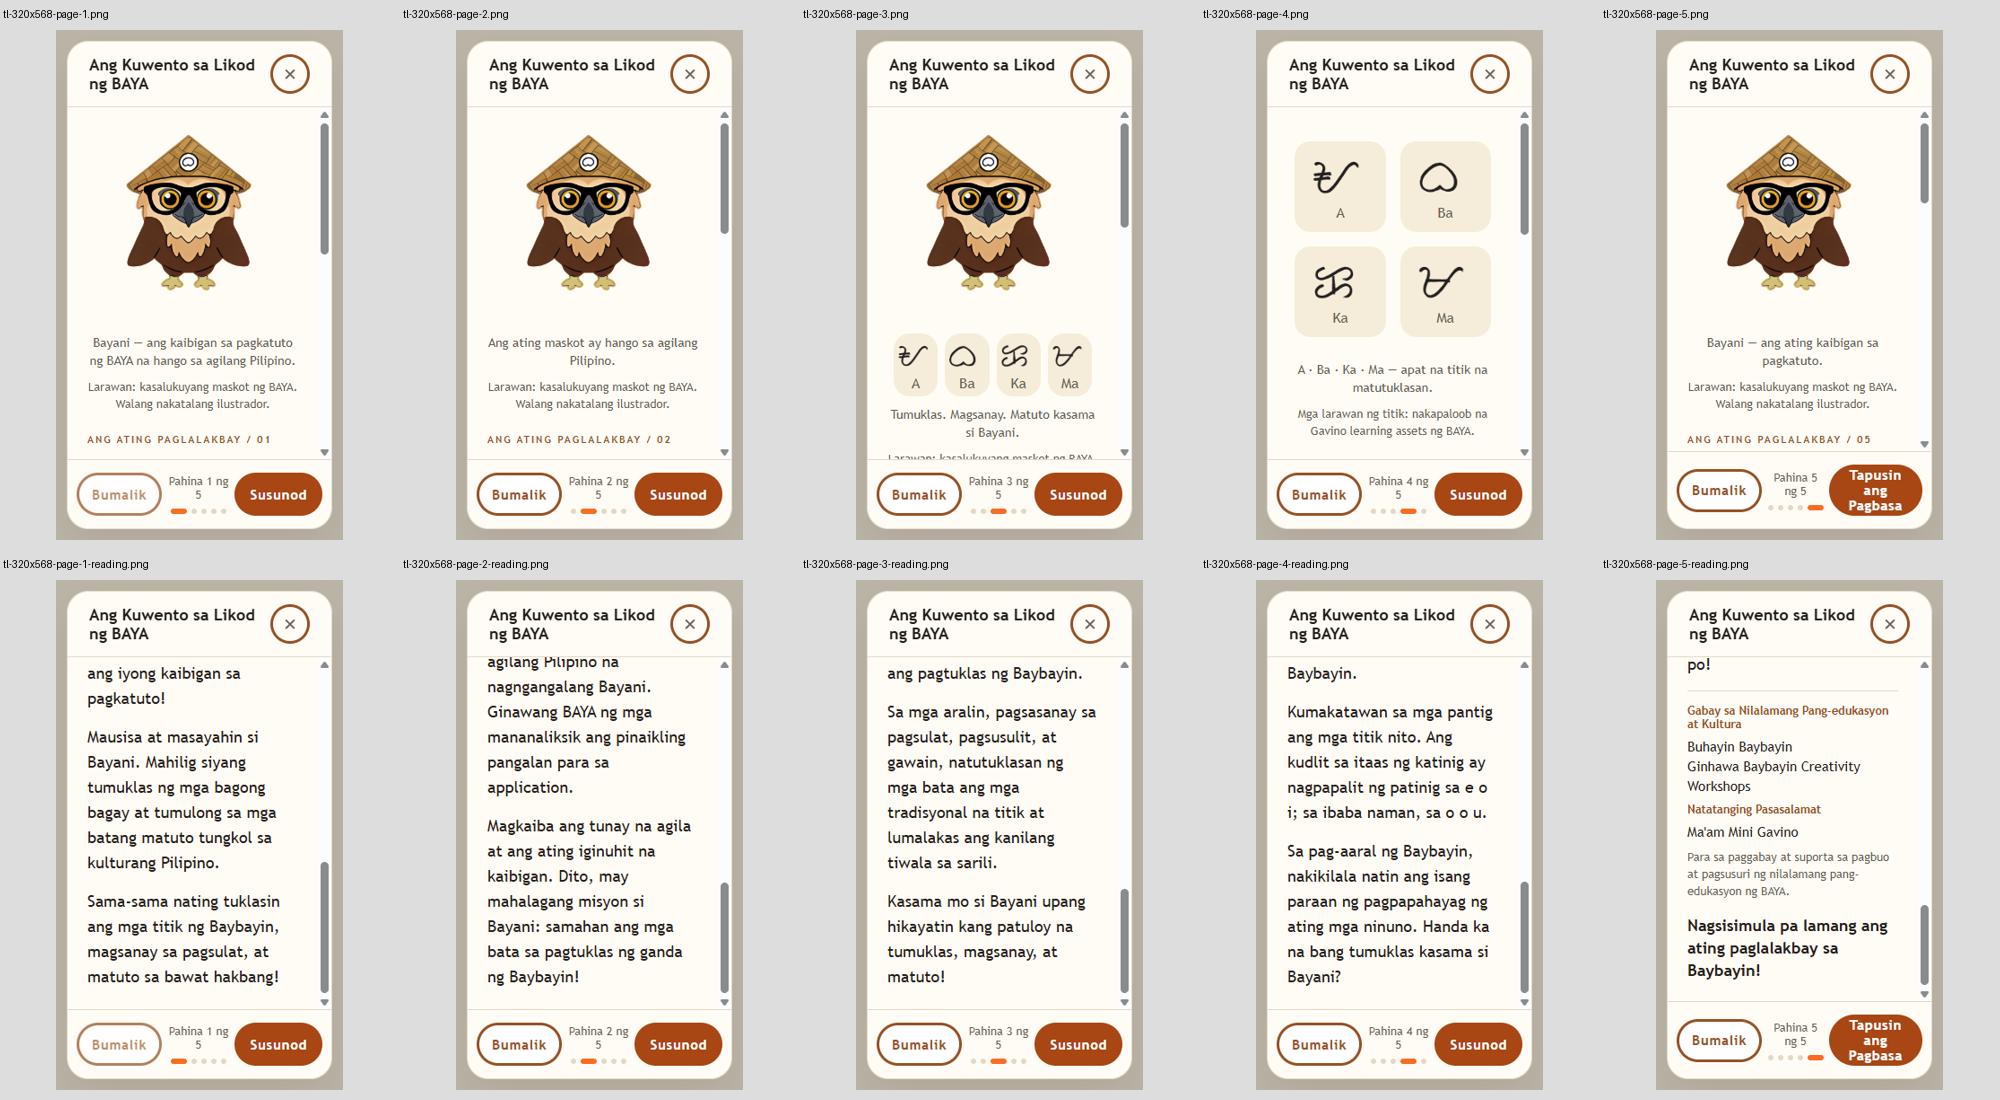 tl-320x568-page-1.png
Ang Kuwento sa Likod
ng BAYA
Bayani — ang kaibigan sa pagkatuto
ng BAYA na hango sa agilang Pilipino.
Larawan: kasalukuyang maskot ng BAYA.
Walang nakatalang ilustrador.
ANG ATING PAGLALAKBAY / 01
Bumalik
Pahina 1 ng
5
Susunod
tl-320x568-page-2.png
Ang Kuwento sa Likod
ng BAYA
Ang ating maskot ay hango sa agilang
Pilipino.
Larawan: kasalukuyang maskot ng BAYA.
Walang nakatalang ilustrador.
ANG ATING PAGLALAKBAY / 02
Bumalik
Pahina 2 ng
5
Susunod
tl-320x568-page-3.png
Ang Kuwento sa Likod
ng BAYA
ᜀ ᜊ ᜃ ᜋ
A Ba Ka Ma
Tumuklas. Magsanay. Matuto kasama
si Bayani.
Larawan: kasalukuyang maskot ng BAYA.
Bumalik
Pahina 3 ng
5
Susunod
tl-320x568-page-4.png
Ang Kuwento sa Likod
ng BAYA
ᜀ ᜊ
A Ba
ᜃ ᜋ
Ka Ma
A · Ba · Ka · Ma — apat na titik na
matutuklasan.
Mga larawan ng titik: nakapaloob na
Gavino learning assets ng BAYA.
Bumalik
Pahina 4 ng
5
Susunod
tl-320x568-page-5.png
Ang Kuwento sa Likod
ng BAYA
Bayani — ang ating kaibigan sa
pagkatuto.
Larawan: kasalukuyang maskot ng BAYA.
Walang nakatalang ilustrador.
ANG ATING PAGLALAKBAY / 05
Bumalik
Pahina 5
ng 5
Tapusin
ang
Pagbasa
tl-320x568-page-1-reading.png
Ang Kuwento sa Likod
ng BAYA
ang iyong kaibigan sa
pagkatuto!
Mausisa at masayahin si
Bayani. Mahilig siyang
tumuklas ng mga bagong
bagay at tumulong sa mga
batang matuto tungkol sa
kulturang Pilipino.
Sama-sama nating tuklasin
ang mga titik ng Baybayin,
magsanay sa pagsulat, at
matuto sa bawat hakbang!
Bumalik
Pahina 1 ng
5
Susunod
tl-320x568-page-2-reading.png
Ang Kuwento sa Likod
ng BAYA
agilang Pilipino na
nagngangalang Bayani.
Ginawang BAYA ng mga
mananaliksik ang pinaikling
pangalan para sa
application.
Magkaiba ang tunay na agila
at ang ating iginuhit na
kaibigan. Dito, may
mahalagang misyon si
Bayani: samahan ang mga
bata sa pagtuklas ng ganda
ng Baybayin!
Bumalik
Pahina 2 ng
5
Susunod
tl-320x568-page-3-reading.png
Ang Kuwento sa Likod
ng BAYA
ang pagtuklas ng Baybayin.
Sa mga aralin, pagsasanay sa
pagsulat, pagsusulit, at
gawain, natutuklasan ng
mga bata ang mga
tradisyonal na titik at
lumalakas ang kanilang
tiwala sa sarili.
Kasama mo si Bayani upang
hikayatin kang patuloy na
tumuklas, magsanay, at
matuto!
Bumalik
Pahina 3 ng
5
Susunod
tl-320x568-page-4-reading.png
Ang Kuwento sa Likod
ng BAYA
Baybayin.
Kumakatawan sa mga pantig
ang mga titik nito. Ang
kudlit sa itaas ng katinig ay
nagpapalit ng patinig sa e o
i; sa ibaba naman, sa o o u.
Sa pag-aaral ng Baybayin,
nakikilala natin ang isang
paraan ng pagpapahayag ng
ating mga ninuno. Handa ka
na bang tumuklas kasama si
Bayani?
Bumalik
Pahina 4 ng
5
Susunod
tl-320x568-page-5-reading.png
Ang Kuwento sa Likod
ng BAYA
po!
Gabay sa Nilalamang Pang-edukasyon
at Kultura
Buhayin Baybayin
Ginhawa Baybayin Creativity
Workshops
Natatanging Pasasalamat
Ma'am Mini Gavino
Para sa paggabay at suporta sa pagbuo
at pagsusuri ng nilalamang pang-
edukasyon ng BAYA.
Nagsisimula pa lamang ang
ating paglalakbay sa
Baybayin!
Bumalik
Pahina 5
ng 5
Tapusin
ang
Pagbasa